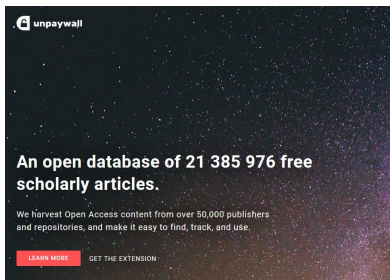 unpaywall
An open database of 21 385 976 free
scholarly articles.
We harvest Open Access content from over 50,000 publishers
and repositories, and make it easy to find, track, and use.
LEARN MORE GET THE EXTENSION